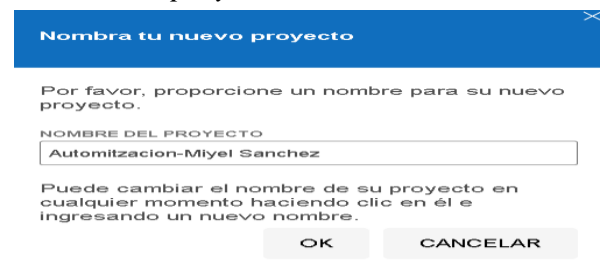 Nombra tu nuevo proyecto
Por favor, proporcione un nombre para su nuevo
proyecto.
NOMBRE DEL PROYECTO
Automitzacion-Miyel Sanchez
Puede cambiar el nombre de su proyecto en
cualquier momento haciendo clic en él e
ingresando un nuevo nombre.
OK CANCELAR